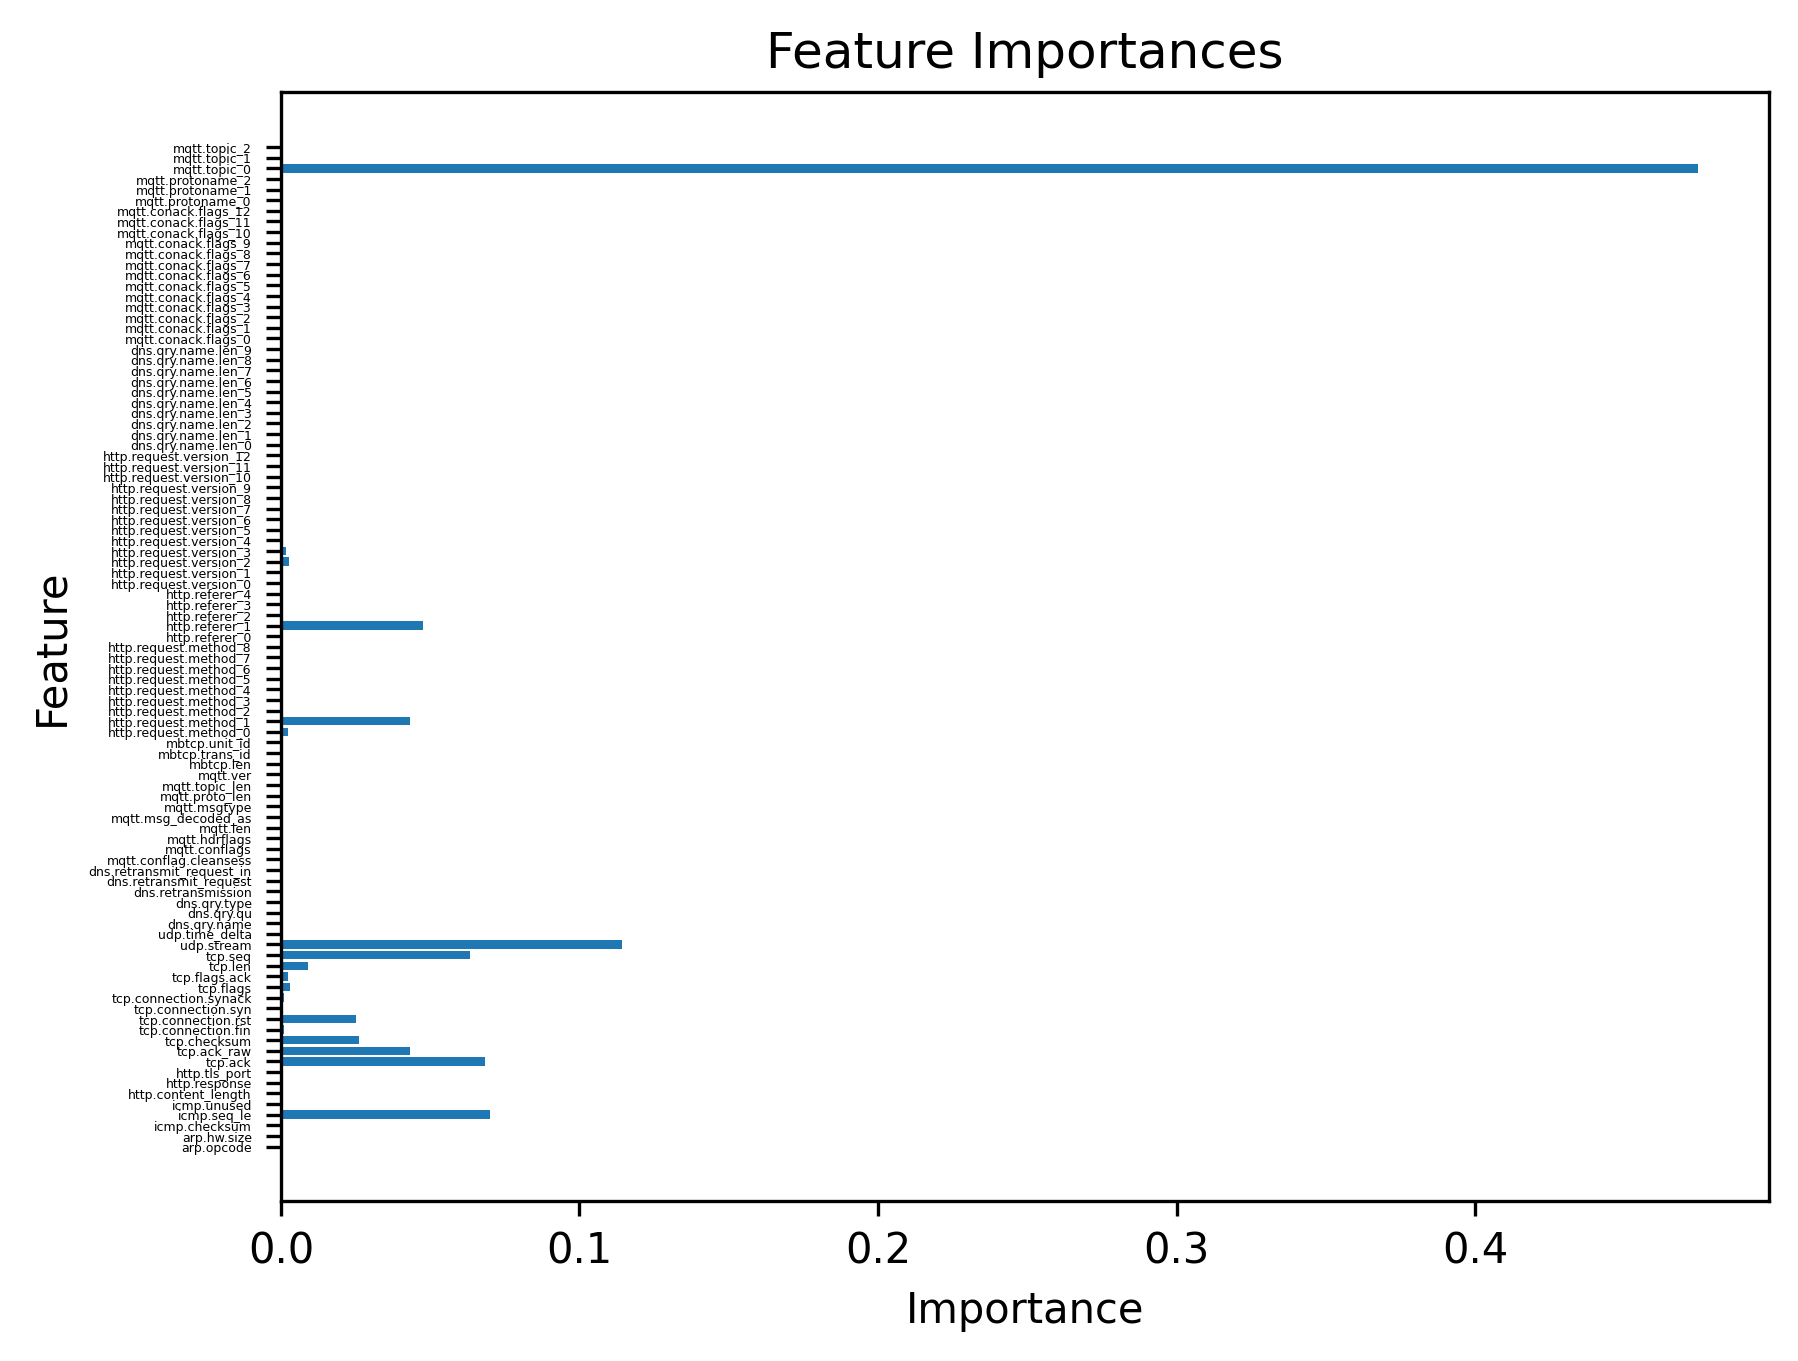 Feature Importances
mqtt.topic_2
mqtt.topic_1
mqtt.topic_0
mqtt.protoname_2
mqtt.protoname_1
mqtt.protoname_0
mqtt.conack.flags_12
mqtt.conack.flags_11
mqtt.conack.flags_10
mqtt.conack.flags_9
mqtt.conack.flags_8
mqtt.conack.flags_7
mqtt.conack.flags_6
mqtt.conack.flags_5
mqtt.conack.flags_4
mqtt.conack.flags_3
mqtt.conack.flags_2
mqtt.conack.flags_1
mqtt.conack.flags_0
dns.qry.name.len_9
dns.qry.name.len_8
dns.qry.name.len_7
dns.qry.name.len_6
dns.qry.name.len_5
dns.qry.name.len_4
dns.qry.name.len_3
dns.qry.name.len_2
dns.qry.name.len_1
dns.qry.name.len_0
http.request.version_12
http.request.version_11
http.request.version_10
http.request.version_9
http.request.version_8
http.request.version_7
http.request.version_6
http.request.version_5
http.request.version_4
http.request.version_3
http.request.version_2
http.request.version_1
http.request.version_0
http.referer_4
http.referer_3
http.referer_2
http.referer_1
http.referer_0
http.request.method_8
http.request.method_7
http.request.method_6
http.request.method_5
http.request.method_4
http.request.method_3
http.request.method_2
http.request.method_1
http.request.method_0
mbtcp.unit_id
mbtcp.trans_id
mbtcp.len
mqtt.ver
mqtt.topic_len
mqtt.proto_len
mqtt.msgtype
mqtt.msg_decoded_as
mqtt.len
mqtt.hdrflags
mqtt.conflags
mqtt.conflag.cleansess
dns.retransmit_request_in
dns.retransmit_request
dns.retransmission
dns.qry.type
dns.qry.qu
dns.qry.name
udp.time_delta
udp.stream
tcp.seq
tcp.len
tcp.flags.ack
tcp.flags
tcp.connection.synack
tcp.connection.syn
tcp.connection.rst
tcp.connection.fin
tcp.checksum
tcp.ack_raw
tcp.ack
http.tls_port
http.response
http.content_length
icmp.unused
icmp.seq_le
icmp.checksum
arp.hw.size
arp.opcode
Feature
0.0 0.1 0.2 0.3 0.4
Importance